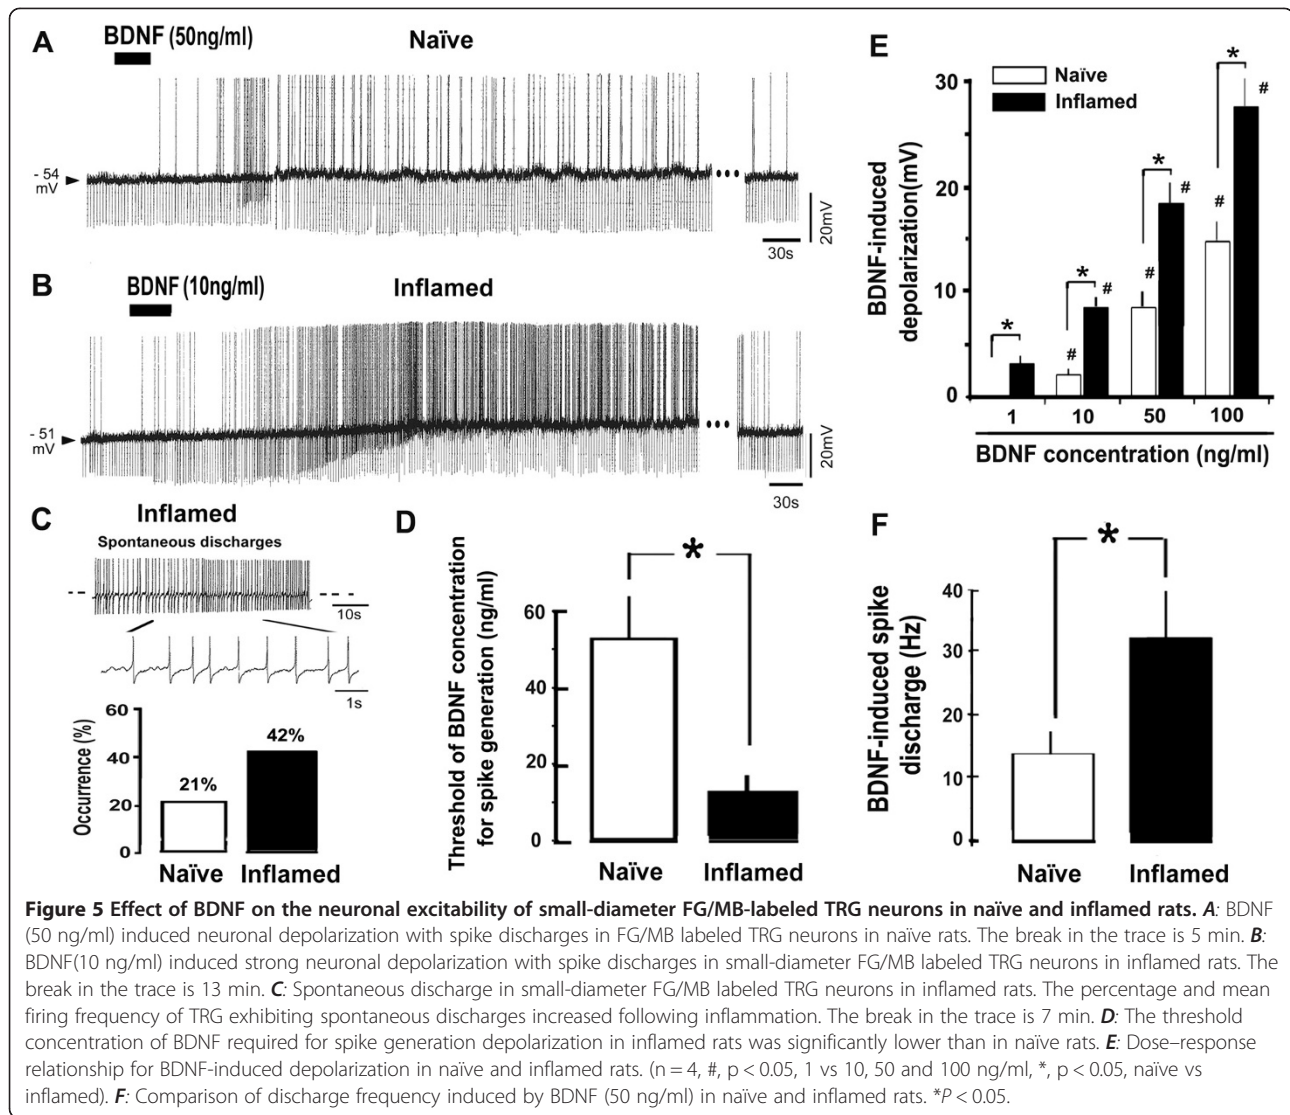 A
BDNF (50ng/ml)
Naïve
- 54
mV
20mV
30s
B
BDNF (10ng/ml)
Inflamed
- 51
mV
20mV
30s
C
Inflamed
Spontaneous discharges
10s
1s
Occurrence (%)
60
40
20
0
21%
42%
Naïve
Inflamed
D
Threshold of BDNF concentration
for spike generation (ng/ml)
60
40
20
0
*
Naïve
Inflamed
E
Naïve
Inflamed
BDNF-induced
depolarization(mV)
30
20
10
0
*
*
# #
*
# #
*
# #
1 10 50 100
BDNF concentration (ng/ml)
F
BDNF-induced spike
discharge (Hz)
40
30
20
10
0
*
Naïve
Inflamed
Figure 5 Effect of BDNF on the neuronal excitability of small-diameter FG/MB-labeled TRG neurons in naïve and inflamed rats. A: BDNF
(50 ng/ml) induced neuronal depolarization with spike discharges in FG/MB labeled TRG neurons in naïve rats. The break in the trace is 5 min. B:
BDNF(10 ng/ml) induced strong neuronal depolarization with spike discharges in small-diameter FG/MB labeled TRG neurons in inflamed rats. The
break in the trace is 13 min. C: Spontaneous discharge in small-diameter FG/MB labeled TRG neurons in inflamed rats. The percentage and mean
firing frequency of TRG exhibiting spontaneous discharges increased following inflammation. The break in the trace is 7 min. D: The threshold
concentration of BDNF required for spike generation depolarization in inflamed rats was significantly lower than in naïve rats. E: Dose–response
relationship for BDNF-induced depolarization in naïve and inflamed rats. (n = 4, #, p < 0.05, 1 vs 10, 50 and 100 ng/ml, *, p < 0.05, naïve vs
inflamed). F: Comparison of discharge frequency induced by BDNF (50 ng/ml) in naïve and inflamed rats. *P < 0.05.